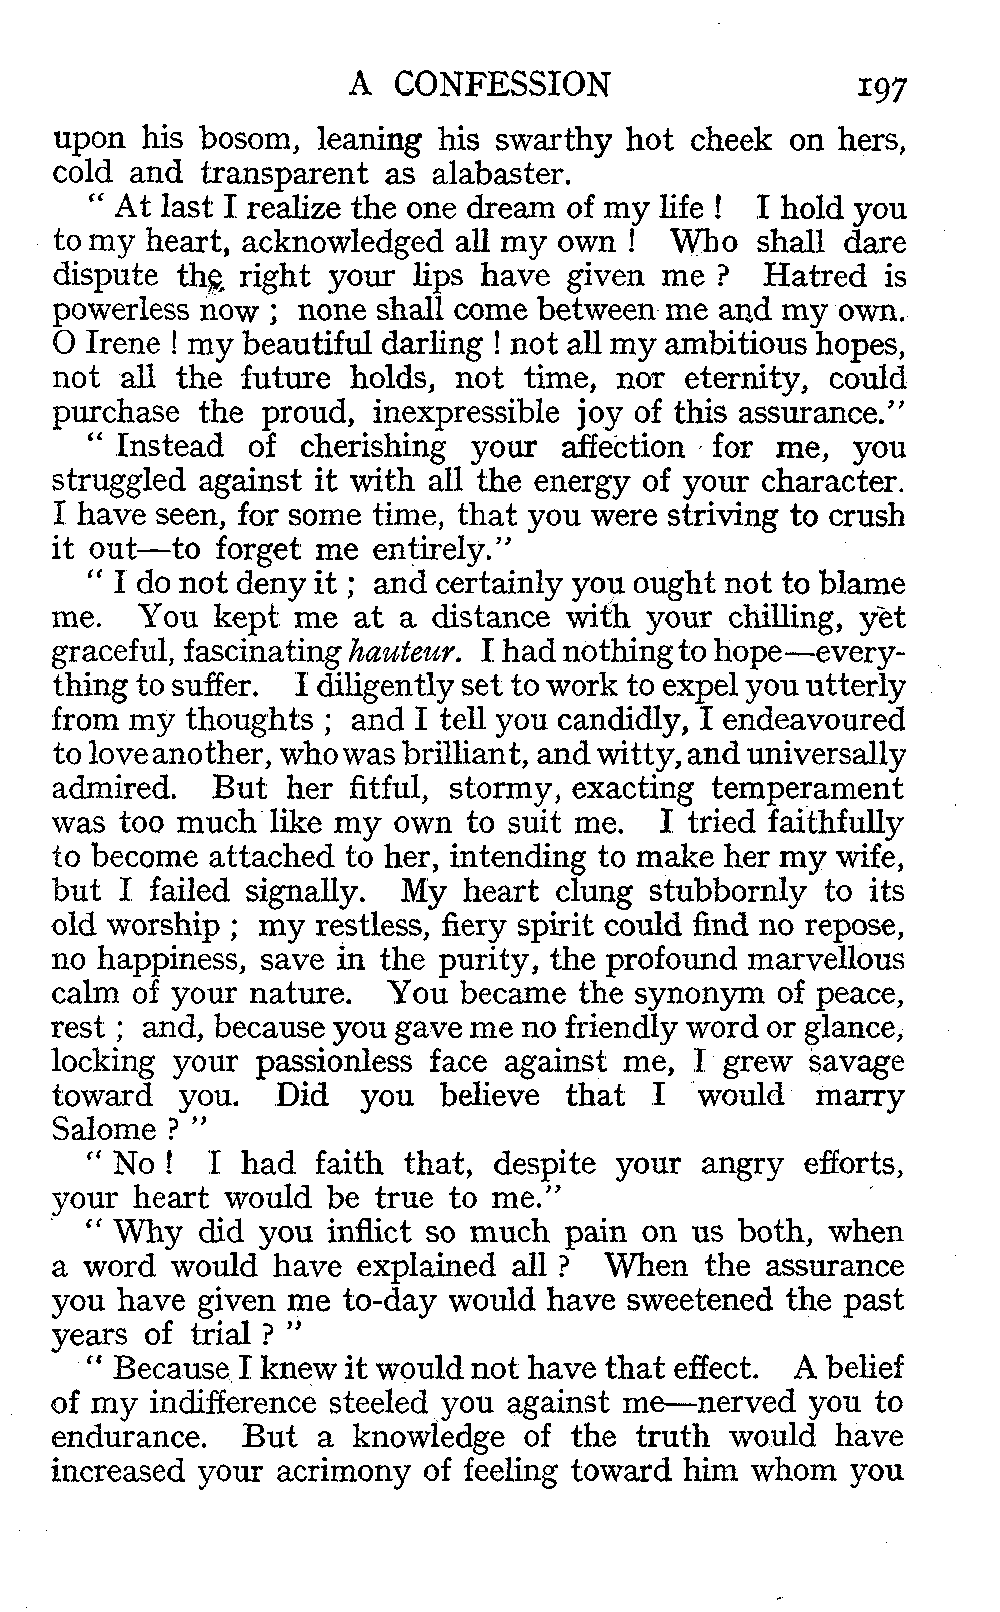 A CONFESSION 197
upon his bosom, leaning his swarthy hot cheek on hers,
cold and transparent as alabaster.
“ At last I realize the one dream of my life ! I hold you
to my heart, acknowledged all my own ! Who shall dare
dispute the right your lips have given me ? Hatred is
powerless now ; none shall come between me and my own.
O Irene ! my beautiful darling ! not all my ambitious hopes,
not all the future holds, not time, nor eternity, could
purchase the proud, inexpressible joy of this assurance.”
“ Instead of cherishing your affection for me, you
struggled against it with all the energy of your character.
I have seen, for some time, that you were striving to crush
it out—to forget me entirely.”
“ I do not deny it ; and certainly you ought not to blame
me. You kept me at a distance with your chilling, yet
graceful, fascinating hauteur. I had nothing to hope—every-
thing to suffer. I diligently set to work to expel you utterly
from my thoughts ; and I tell you candidly, I endeavoured
to love another, who was brilliant, and witty, and universally
admired. But her fitful, stormy, exacting temperament
was too much like my own to suit me. I tried faithfully
to become attached to her, intending to make her my wife,
but I failed signally. My heart clung stubbornly to its
old worship ; my restless, fiery spirit could find no repose,
no happiness, save in the purity, the profound marvellous
calm of your nature. You became the synonym of peace,
rest ; and, because you gave me no friendly word or glance,
locking your passionless face against me, I grew savage
toward you. Did you believe that I would marry
Salome ? ”
“ No ! I had faith that, despite your angry efforts,
your heart would be true to me.”
“ Why did you inflict so much pain on us both, when
a word would have explained all ? When the assurance
you have given me to-day would have sweetened the past
years of trial ? ”
“ Because I knew it would not have that effect. A belief
of my indifference steeled you against me—nerved you to
endurance. But a knowledge of the truth would have
increased your acrimony of feeling toward him whom you